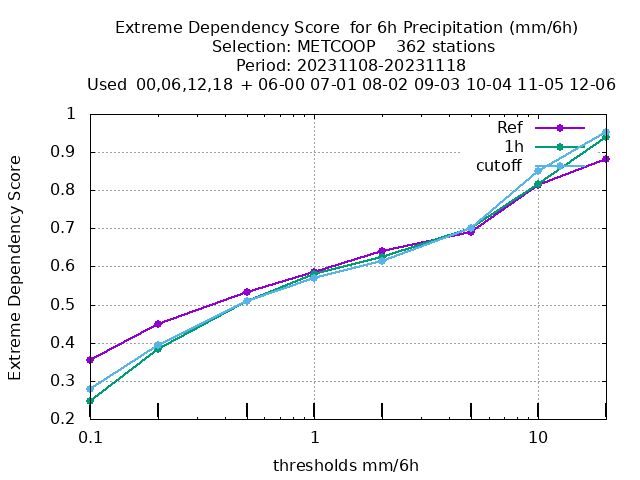 Extreme Dependency Score  for 6h Precipitation (mm/6h)
Selection: METCOOP    362 stations
Period: 20231108-20231118
Used  00,06,12,18  + 06-00 07-01 08-02 09-03 10-04 11-05 12-06
Ref
1h
cutoff
Extreme Dependency Score
1
0.9
0.8
0.7
0.6
0.5
0.4
0.3
0.2
0.1 1 10
thresholds mm/6h